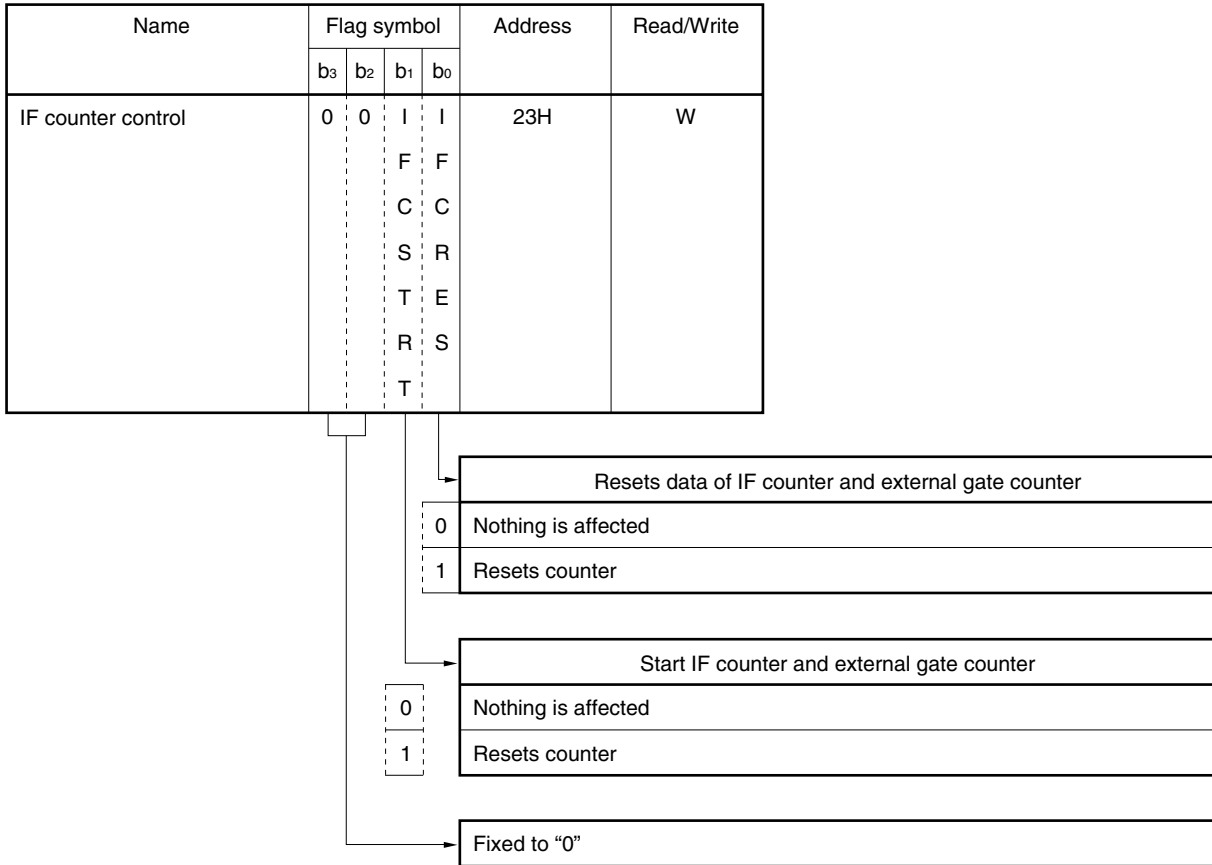 Name Flag symbol Address Read/Write
b3 b2 b1 b0
IF counter control 0 0 I I 23H W
F F
C C
S R
T E
R S
T
Resets data of IF counter and external gate counter
0 Nothing is affected
1 Resets counter
Start IF counter and external gate counter
0 Nothing is affected
1 Resets counter
Fixed to “0”